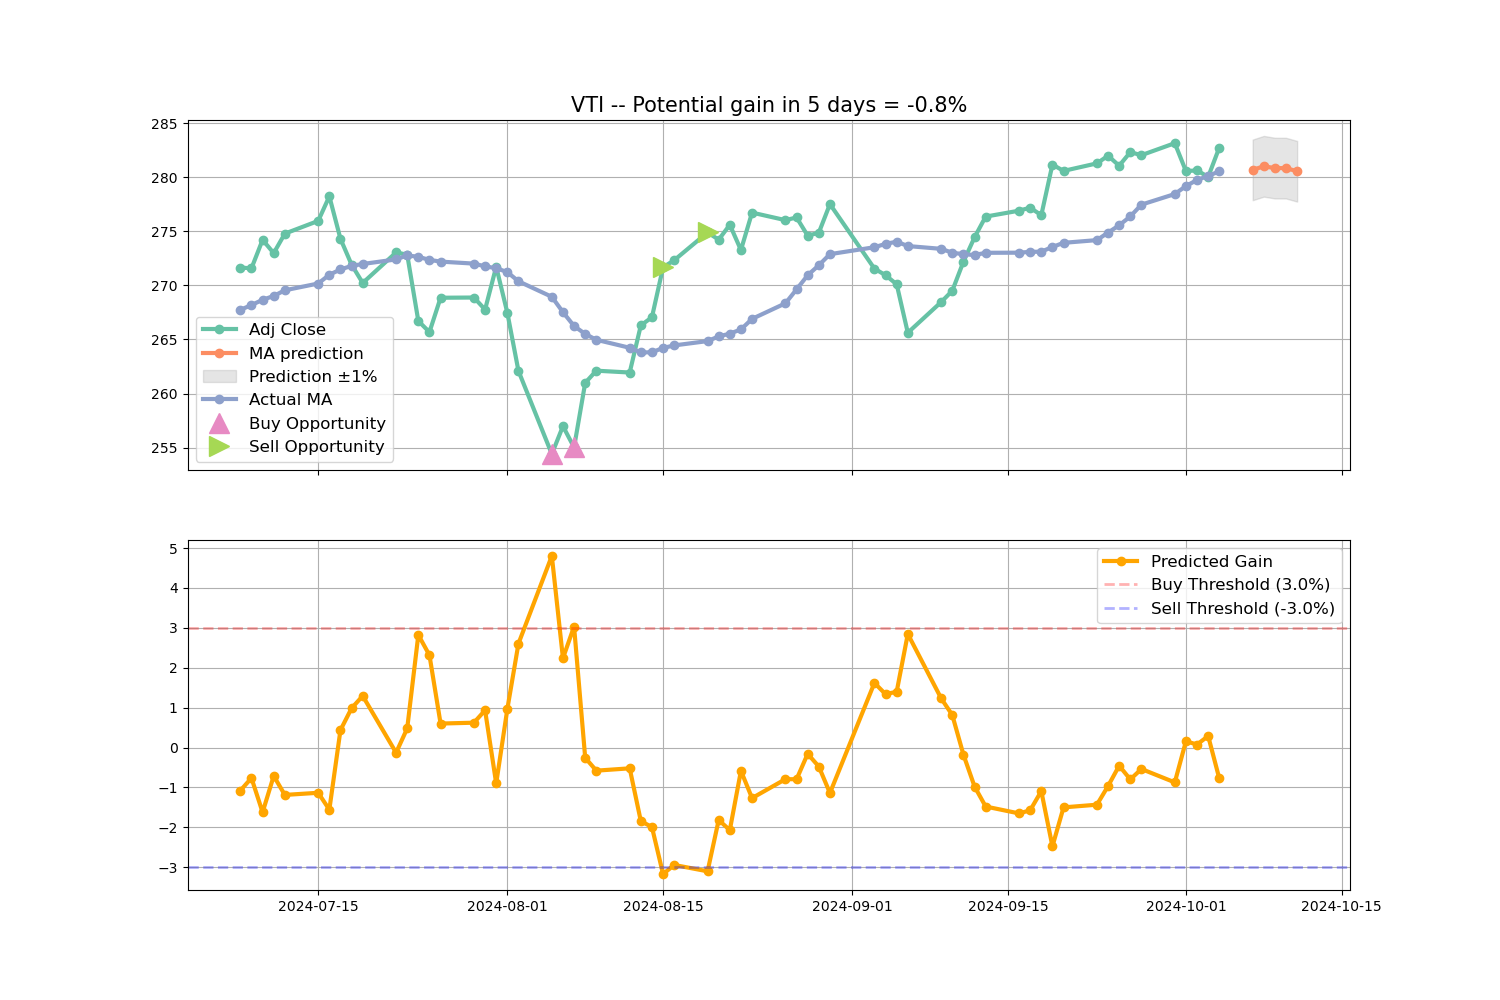 VTI -- Potential gain in 5 days = -0.8%
285
280
275
270
265
260
255
Adj Close
MA prediction
Prediction ±1%
Actual MA
Buy Opportunity
Sell Opportunity
5
4
3
2
1
0
−1
−2
−3
Predicted Gain
Buy Threshold (3.0%)
Sell Threshold (-3.0%)
2024-07-15
2024-08-01
2024-08-15
2024-09-01
2024-09-15
2024-10-01
2024-10-15